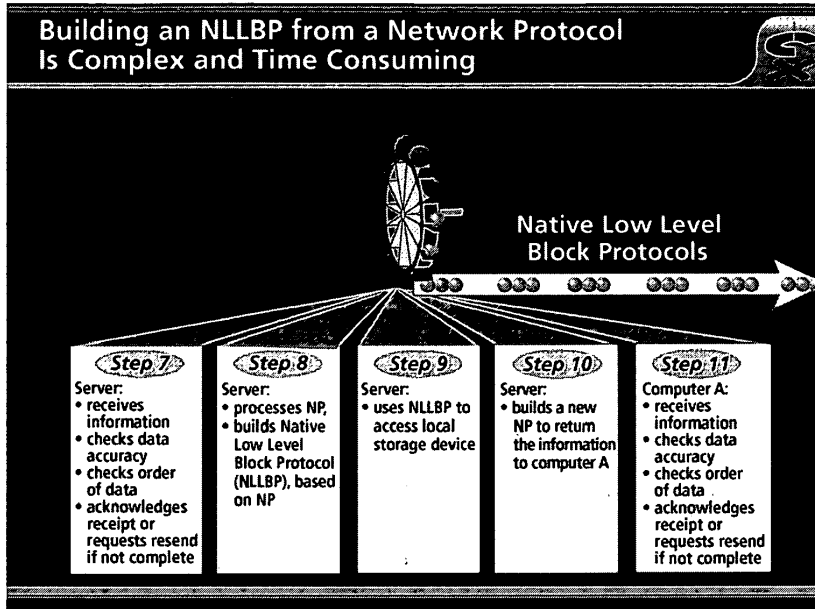 Building an NLLBP from a Network Protocol
Is Complex and Time Consuming
Native Low Level
Block Protocols
Step 7
Server:
• receives
information
• checks data
accuracy
• checks order
of data
• acknowledges
receipt or
requests resend
if not complete
Step 8
Server:
• processes NP,
• builds Native
Low Level
Block Protocol
(NLLBP), based
on NP
Step 9
Server:
• uses NLLBP to
access local
storage device
Step 10
Server:
• builds a new
NP to return
the information
to computer A
Step 11
Computer A:
• receives
information
• checks data
accuracy
• checks order
of data
• acknowledges
receipt or
requests resend
if not complete